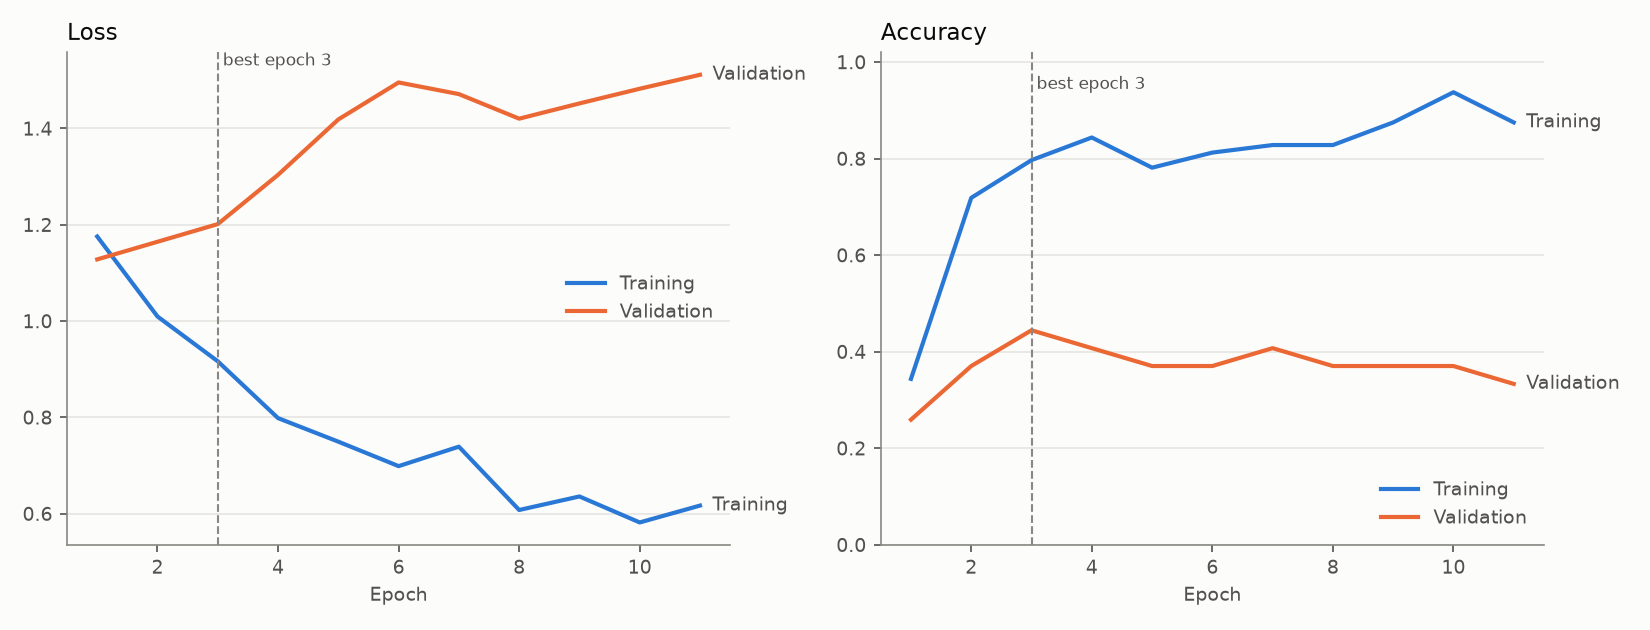 Loss
best epoch 3
Validation
1.4
1.2
Training
Validation
1.0
0.8
Training
0.6
2 4 6 8 10
Epoch
Accuracy
1.0
best epoch 3
Training
0.8
0.6
0.4
Validation
0.2
Training
Validation
0.0
2 4 6 8 10
Epoch